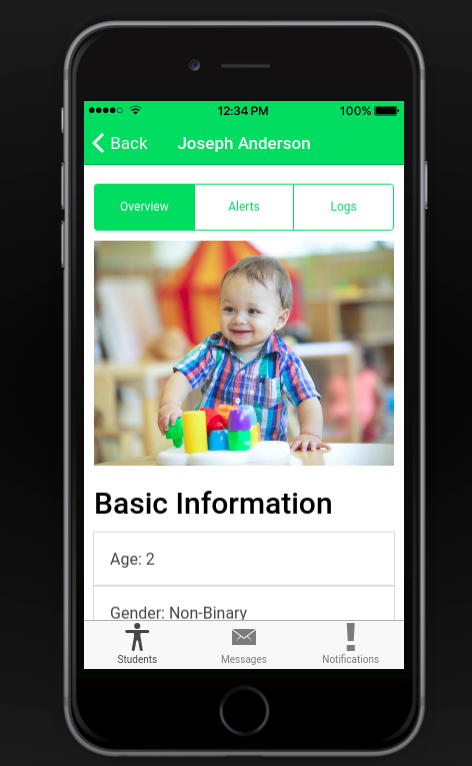 12:34 PM 100%
Back Joseph Anderson
Overview Alerts Logs
Basic Information
Age: 2
Gender: Non-Binary
Students Messages Notifications